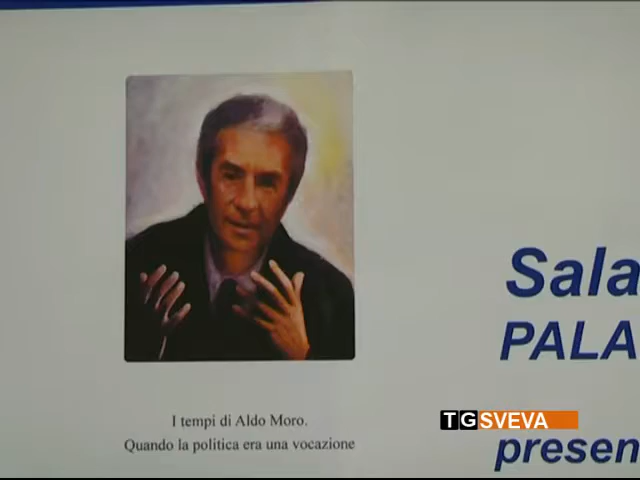 I tempi di Aldo Moro.
Quando la politica era una vocazione
Sala
PALA
presen
TGSVEVA